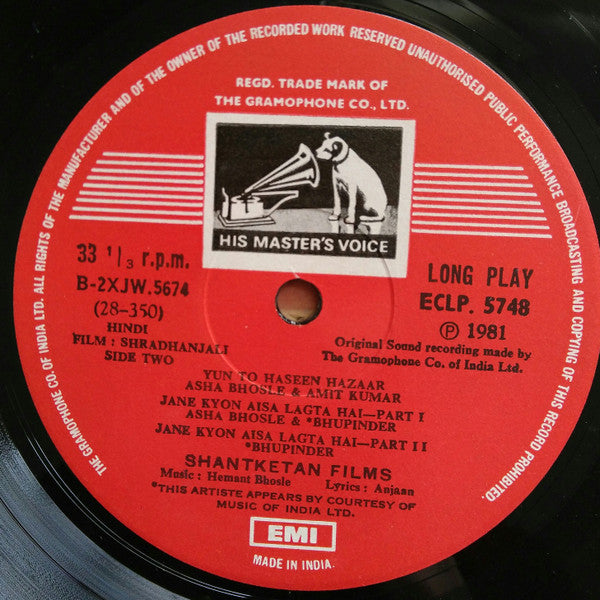 THE GRAMOPHONE CO. OF INDIA LTD. ALL RIGHTS OF THE MANUFACTURER AND OF THE OWNER OF THE RECORDED WORK RESERVED UNAUTHORISED PUBLIC PERFORMANCE BROADCASTING AND COPYING OF THIS RECORD PROHIBITED.
REGD. TRADE MARK OF
THE GRAMOPHONE CO., LTD.
HIS MASTER'S VOICE
33 1/3 r.p.m.
B-2XJW.5674
(28-350)
HINDI
FILM : SHRADHANJALI
SIDE TWO
LONG PLAY
ECLP. 5748
Ⓟ 1981
Original Sound recording made by
The Gramophone Co. of India Ltd.
YUN TO HASEEN HAZAAR
ASHA BHOSLE & AMIT KUMAR
JANE KYON AISA LAGTA HAI—PART I
ASHA BHOSLE & *BHUPINDER
JANE KYON AISA LAGTA HAI—PART II
*BHUPINDER
SHANTKETAN FILMS
Music : Hemant Bhosle Lyrics : Anjaan
*THIS ARTISTE APPEARS BY COURTESY OF
MUSIC OF INDIA LTD.
EMI
MADE IN INDIA.